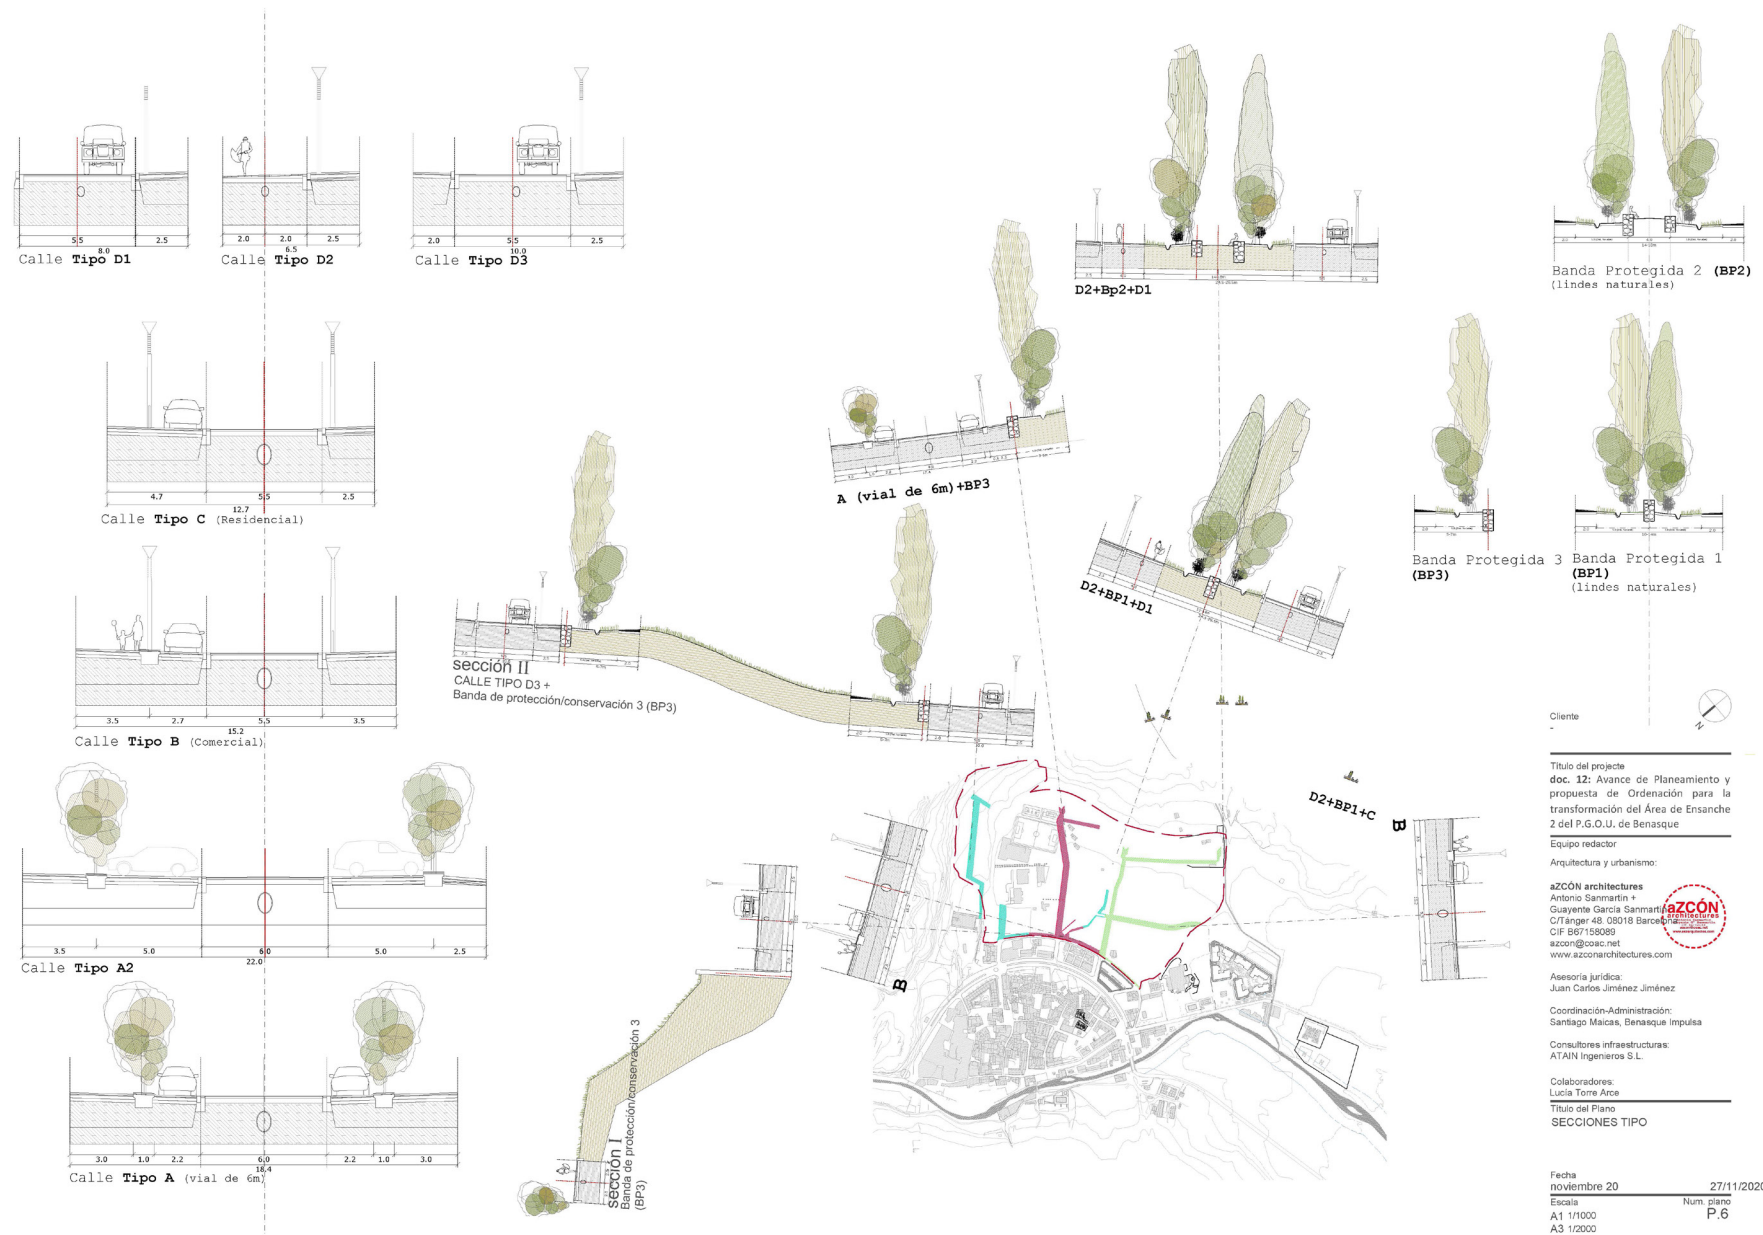 5.5
2.5
8.0
Calle Tipo D1
2.0
2.0
2.5
6.5
Calle Tipo D2
2.0
5.5
2.5
10.0
Calle Tipo D3
4.7
5.5
2.5
12.7
Calle Tipo C (Residencial)
3.5
2.7
5.5
3.5
15.2
Calle Tipo B (Comercial)
3.5
5.0
6.0
5.0
2.5
22.0
Calle Tipo A2
3.0
1.0
2.2
6.0
2.2
1.0
3.0
18.4
Calle Tipo A (vial de 6m)
D2+Bp2+D1
A (vial de 6m)+BP3
D2+BP1+D1
sección II
CALLE TIPO D3 +
Banda de protección/conservación 3 (BP3)
sección I
Banda de protección/conservación 3
(BP3)
B
D2+BP1+C
B
Banda Protegida 2 (BP2)
(lindes naturales)
Banda Protegida 3
(BP3)
Banda Protegida 1
(BP1)
(lindes naturales)
N
Cliente
-
Título del projecte
doc. 12: Avance de Planeamiento y
propuesta de Ordenación para la
transformación del Área de Ensanche
2 del P.G.O.U. de Benasque
Equipo redactor
Arquitectura y urbanismo:
aZCÓN architectures
Antonio Sanmartín +
Guayente García Sanmartín
C/Tánger 48. 08018 Barcelona
CIF B67158089
azcon@coac.net
www.azconarchitectures.com
aZCÓN
architectures
Asesoría jurídica:
Juan Carlos Jiménez Jiménez
Coordinación-Administración:
Santiago Maicas, Benasque Impulsa
Consultores infraestructuras:
ATAIN Ingenieros S.L.
Colaboradores:
Lucía Torre Arce
Título del Plano
SECCIONES TIPO
Fecha
noviembre 20 27/11/2020
Escala Num. plano
A1 1/1000 P.6
A3 1/2000